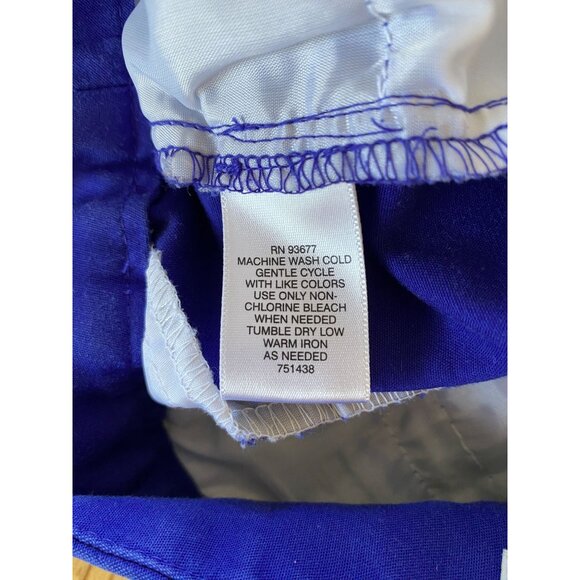 RN 93677
MACHINE WASH COLD
GENTLE CYCLE
WITH LIKE COLORS
USE ONLY NON-
CHLORINE BLEACH
WHEN NEEDED
TUMBLE DRY LOW
WARM IRON
AS NEEDED
751438